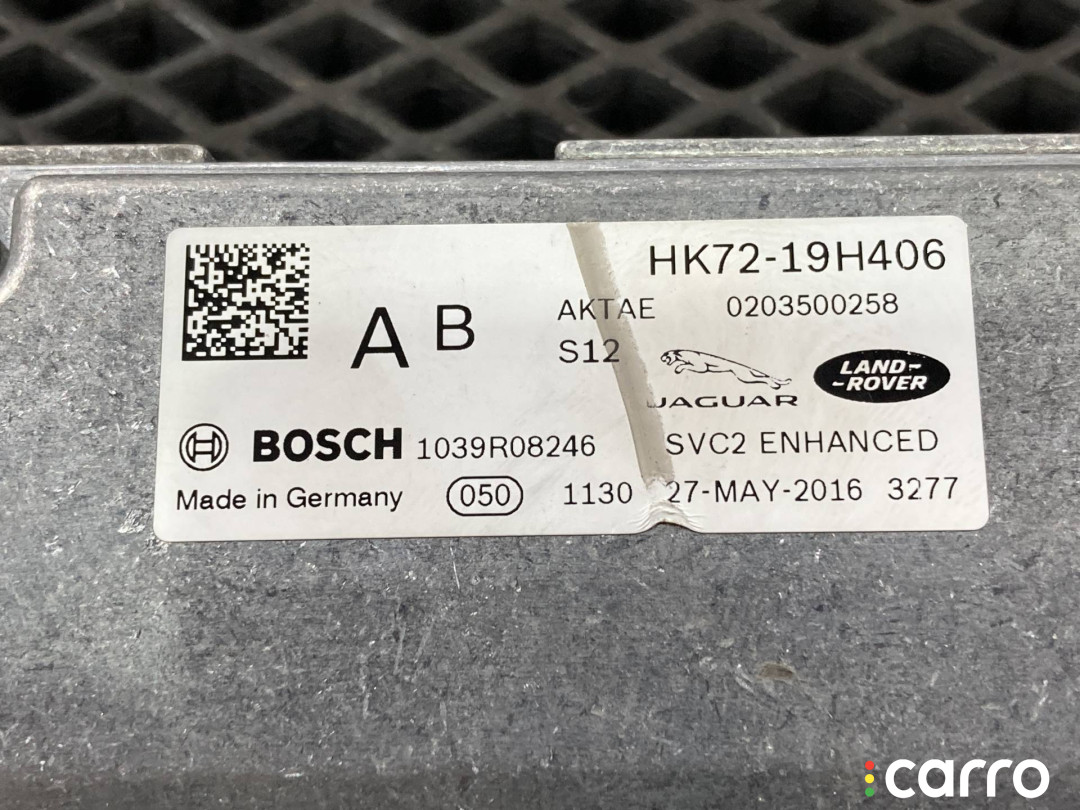 HK72-19H406
A B
AKTAE 0203500258
S12
JAGUAR
LAND-
-ROVER
BOSCH 1039R08246
SVC2 ENHANCED
Made in Germany 050 1130 27-MAY-2016 3277
carro